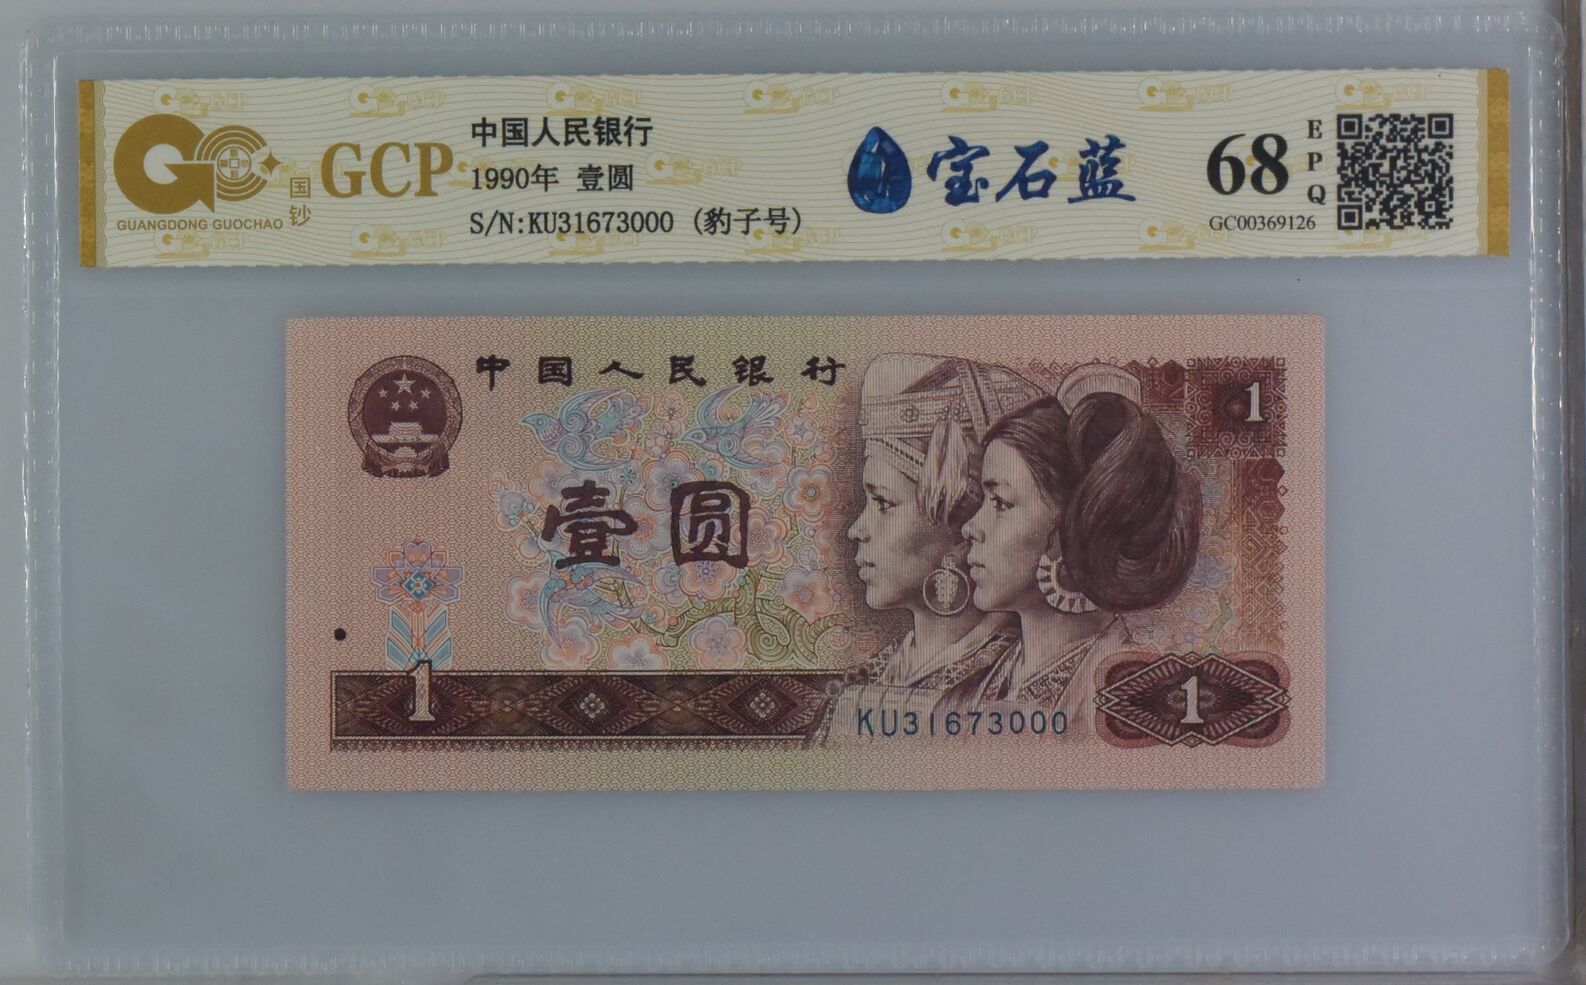 GCP
国钞
GUANGDONG GUOCHAO
中国人民银行
1990年 壹圆
S/N:KU31673000 (豹子号)
宝石蓝
68
EPQ
GC00369126
中国人民银行
1
壹圆
1
KU31673000
1